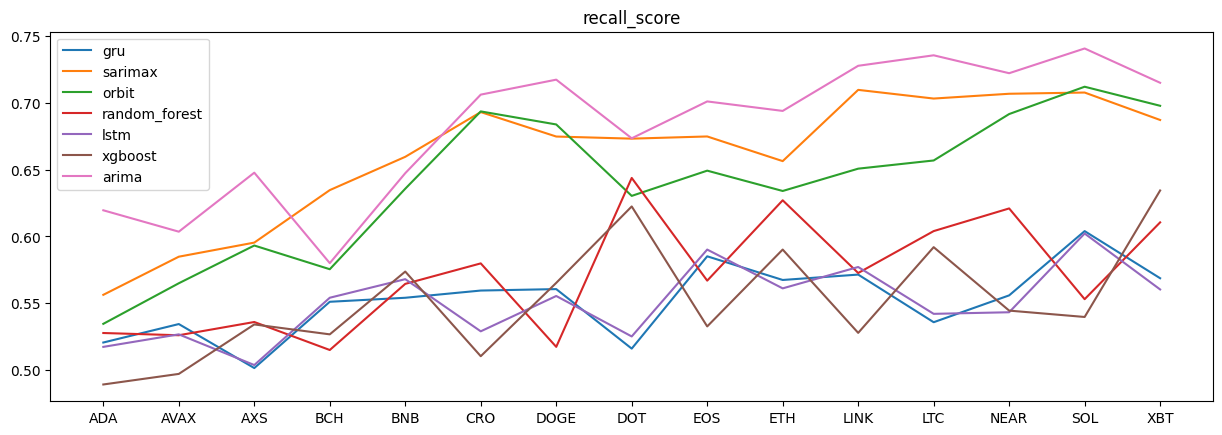 recall_score
0.75
0.70
0.65
0.60
0.55
0.50
gru
sarimax
orbit
random_forest
lstm
xgboost
arima
ADA AVAX AXS BCH BNB CRO DOGE DOT EOS ETH LINK LTC NEAR SOL XBT